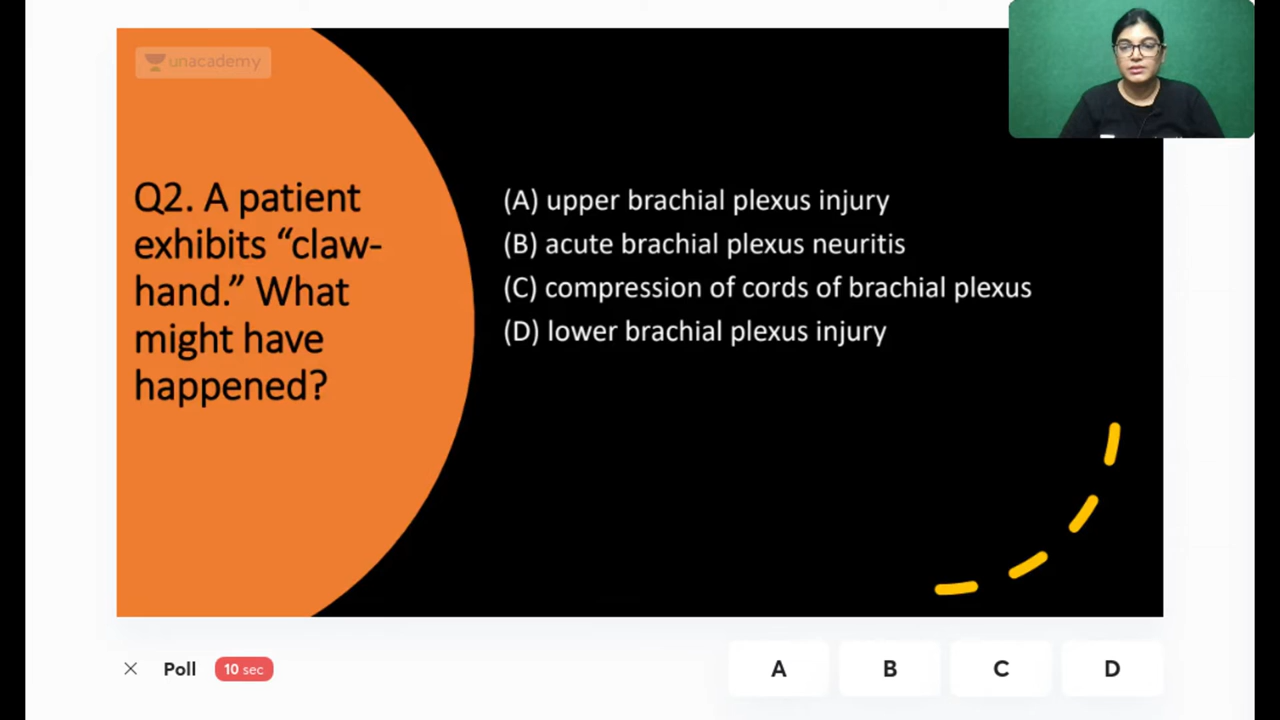 unacademy
Q2. A patient
exhibits “claw-
hand.” What
might have
happened?
(A) upper brachial plexus injury
(B) acute brachial plexus neuritis
(C) compression of cords of brachial plexus
(D) lower brachial plexus injury
Poll 10 sec A B C D